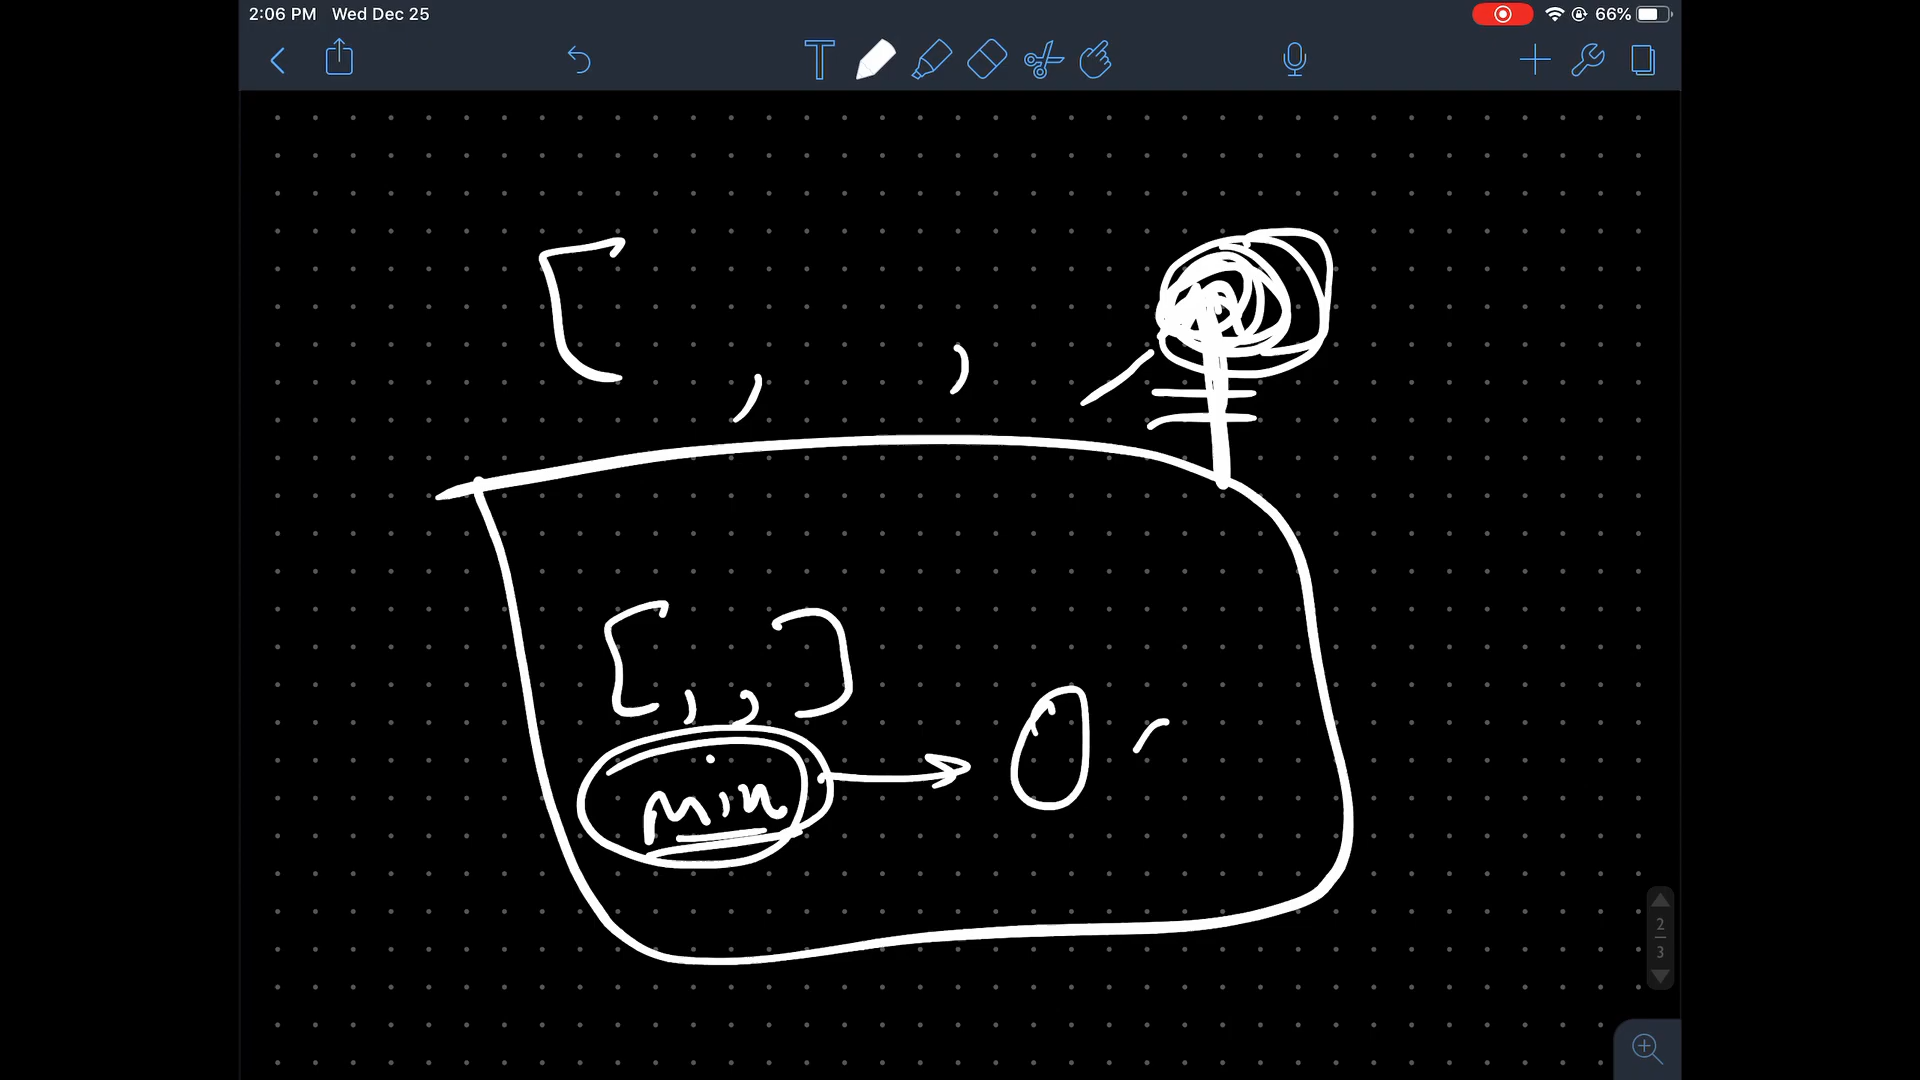 2:06 PM Wed Dec 25 66%
T
[ , ,
[ , , ]
min → 0
2
3